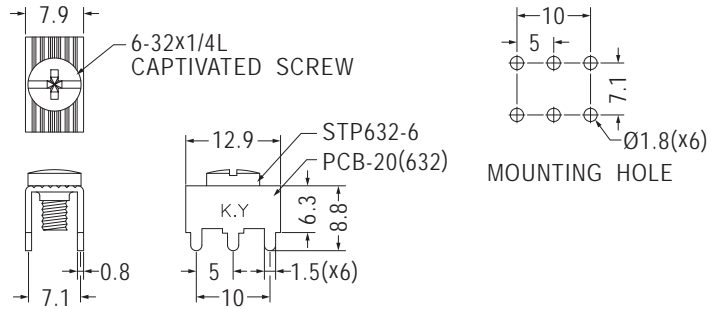 7.9
6-32x1/4L
CAPTIVATED SCREW
10
5
7.1
Ø1.8(x6)
MOUNTING HOLE
12.9
STP632-6
PCB-20(632)
K.Y
6.3
8.8
0.8
7.1
5
1.5(x6)
10